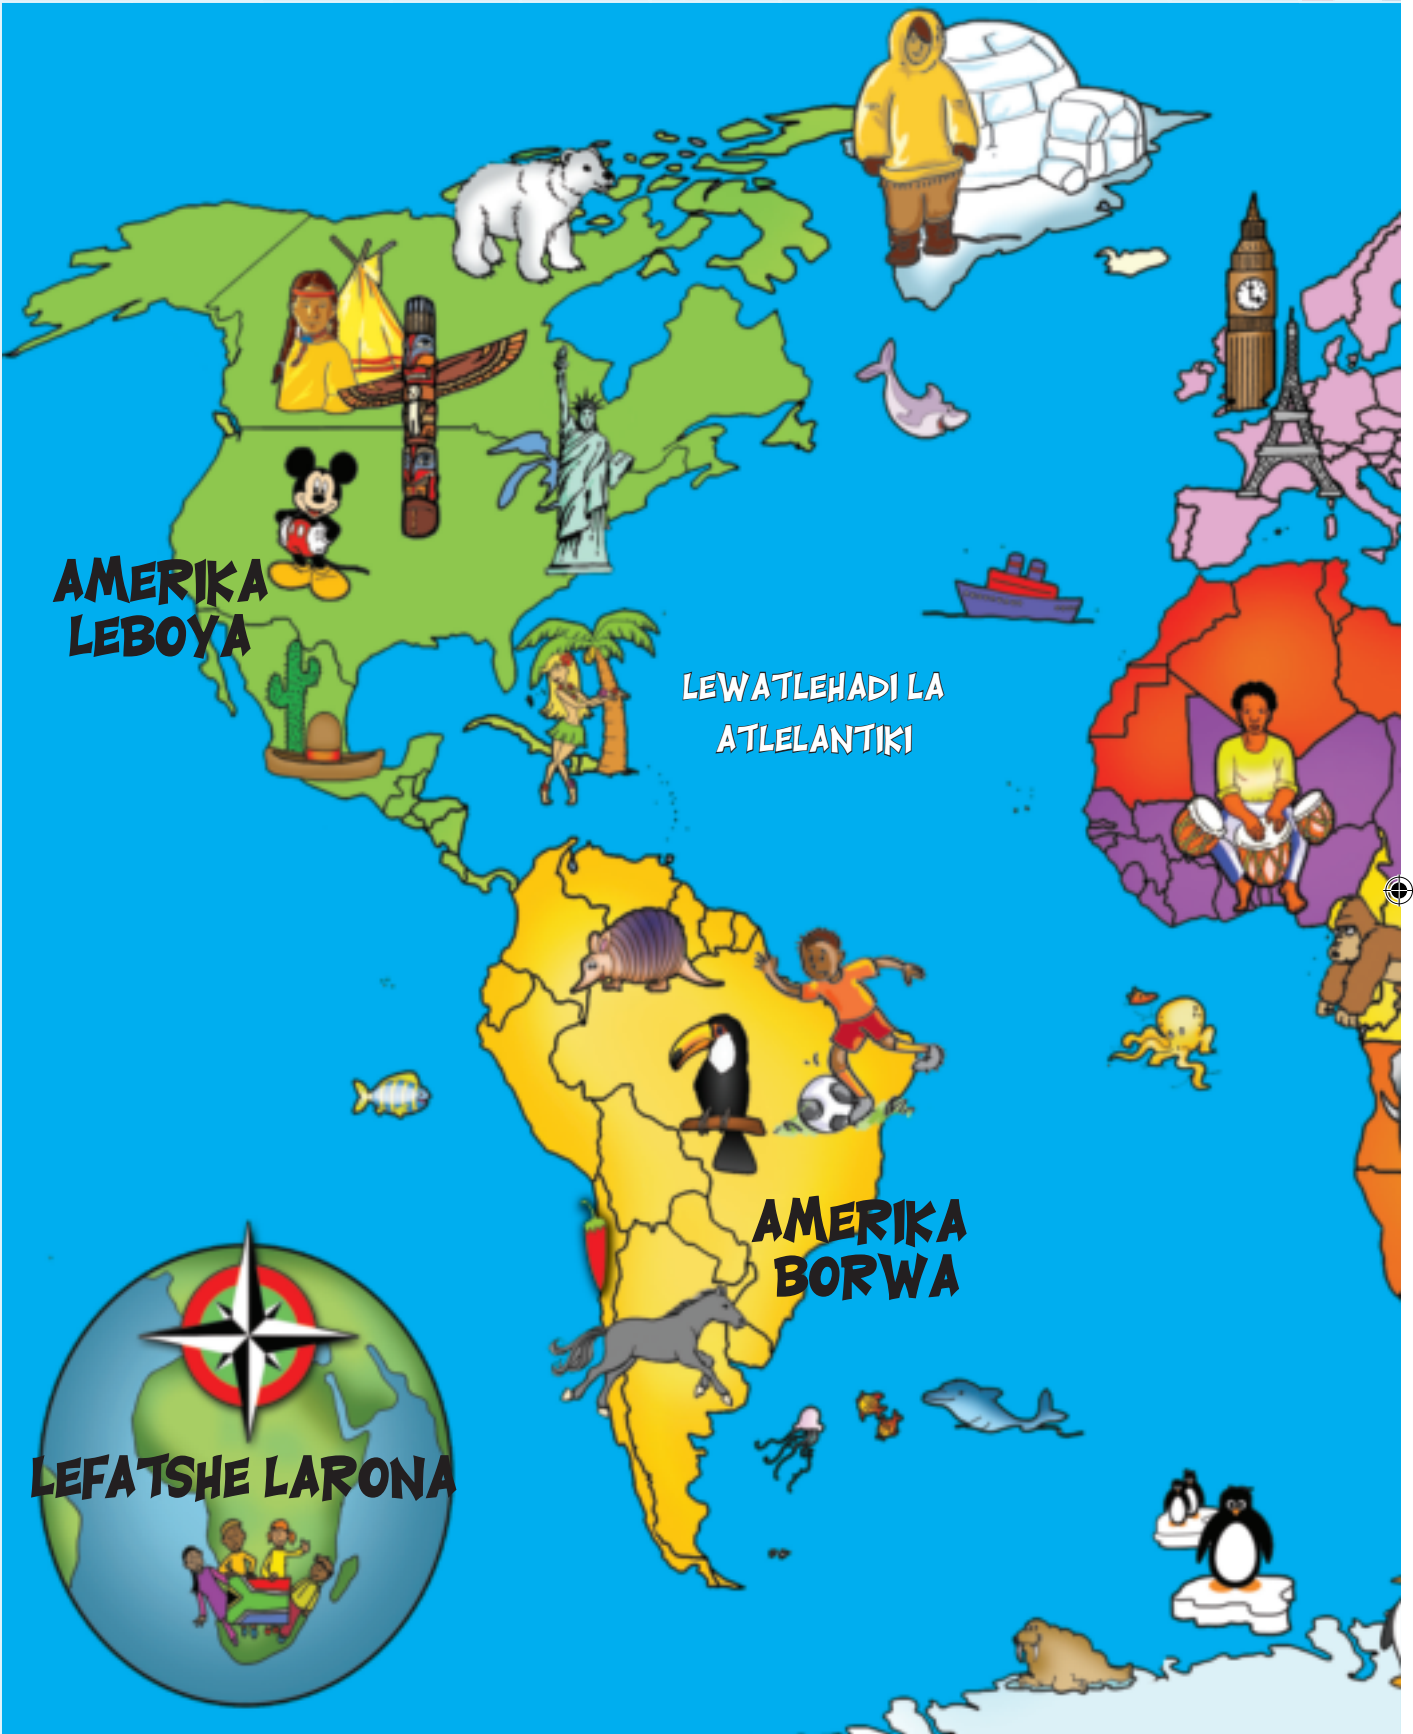 AMERIKA
LEBOYA
LEWATLEHADI LA
ATLELANTIKI
AMERIKA
BORWA
LEFATSHE LARONA